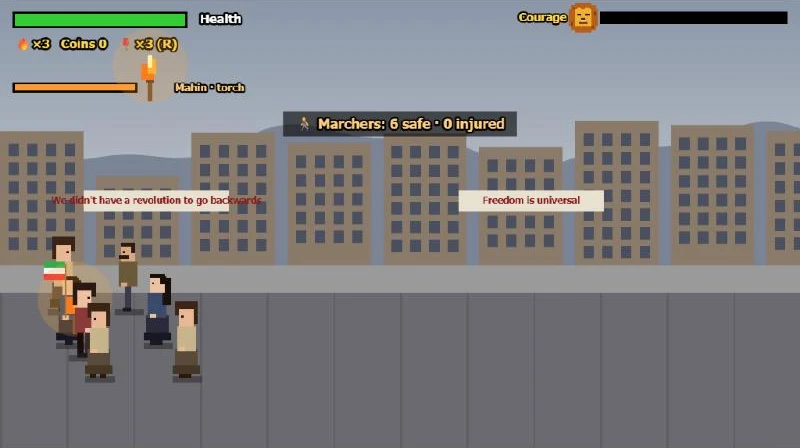 Health
Courage
×3 Coins 0 ×3 (R)
Mahin · torch
Marchers: 6 safe · 0 injured
We didn't have a revolution to go backwards
Freedom is universal